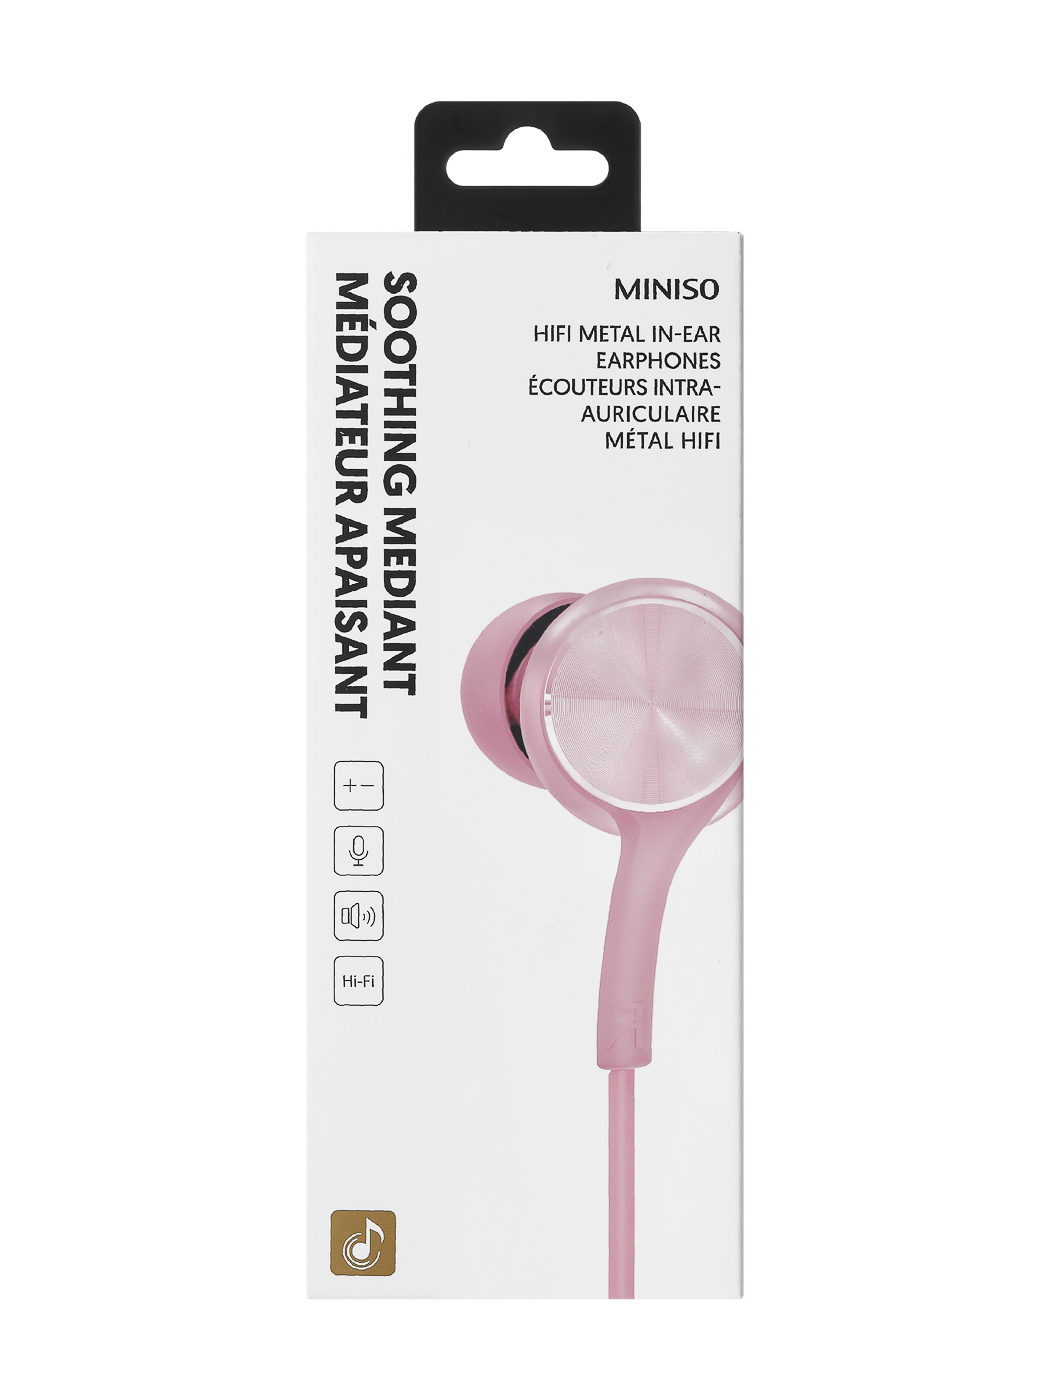 MINISO
HIFI METAL IN-EAR
EARPHONES
ÉCOUTEURS INTRA-
AURICULAIRE
MÉTAL HIFI
SOOTHING MEDIANT
MÉDIATEUR APAISANT
+ −
Hi-Fi
R